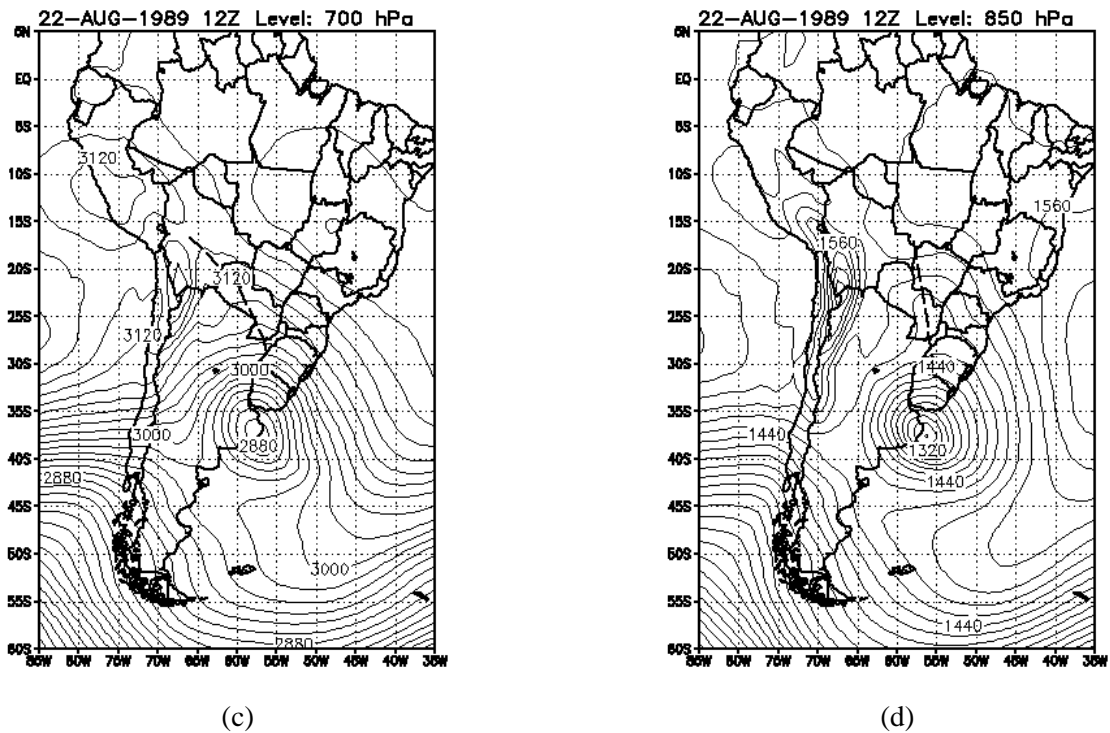 22-AUG-1989 12Z Level: 700 hPa
5N
EQ
5S
10S
15S
20S
25S
30S
35S
40S
45S
50S
55S
60S
85W 80W 75W 70W 65W 60W 55W 50W 45W 40W 35W
3120
3120
3120
3000
3000
2880
2880
3000
2880
(c)
22-AUG-1989 12Z Level: 850 hPa
5N
EQ
5S
10S
15S
20S
25S
30S
35S
40S
45S
50S
55S
60S
85W 80W 75W 70W 65W 60W 55W 50W 45W 40W 35W
1560
1560
1440
1440
1320
1440
1440
(d)